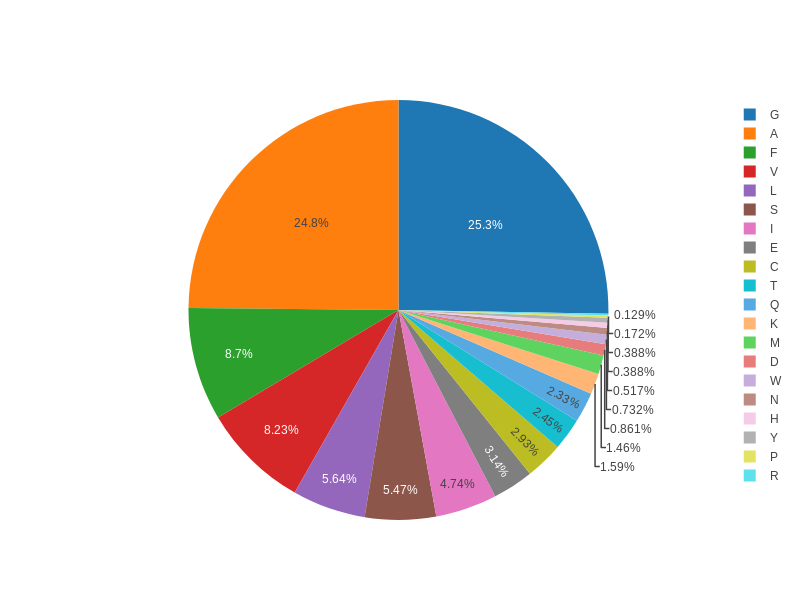 25.3%
24.8%
8.7%
8.23%
5.64%
5.47%
4.74%
3.14%
2.93%
2.45%
2.33%
0.129%
0.172%
0.388%
0.388%
0.517%
0.732%
0.861%
1.46%
1.59%
G
A
F
V
L
S
I
E
C
T
Q
K
M
D
W
N
H
Y
P
R